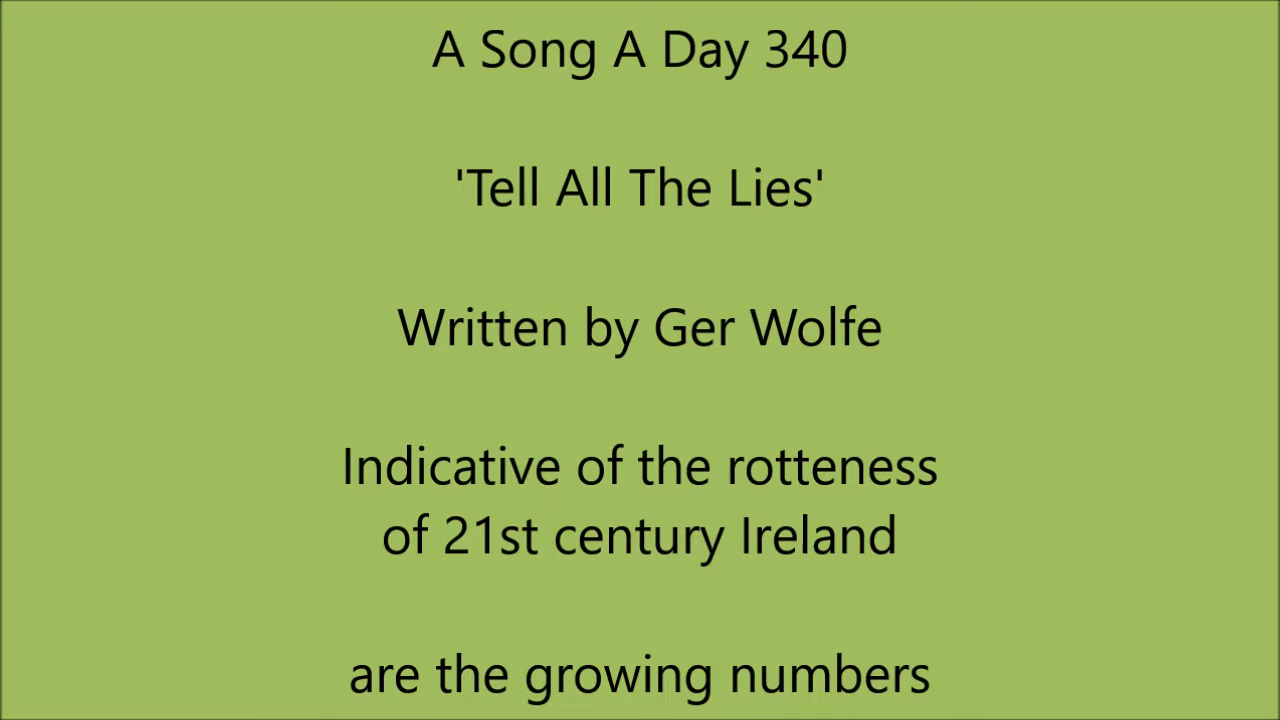 A Song A Day 340
'Tell All The Lies'
Written by Ger Wolfe
Indicative of the rotteness
of 21st century Ireland
are the growing numbers